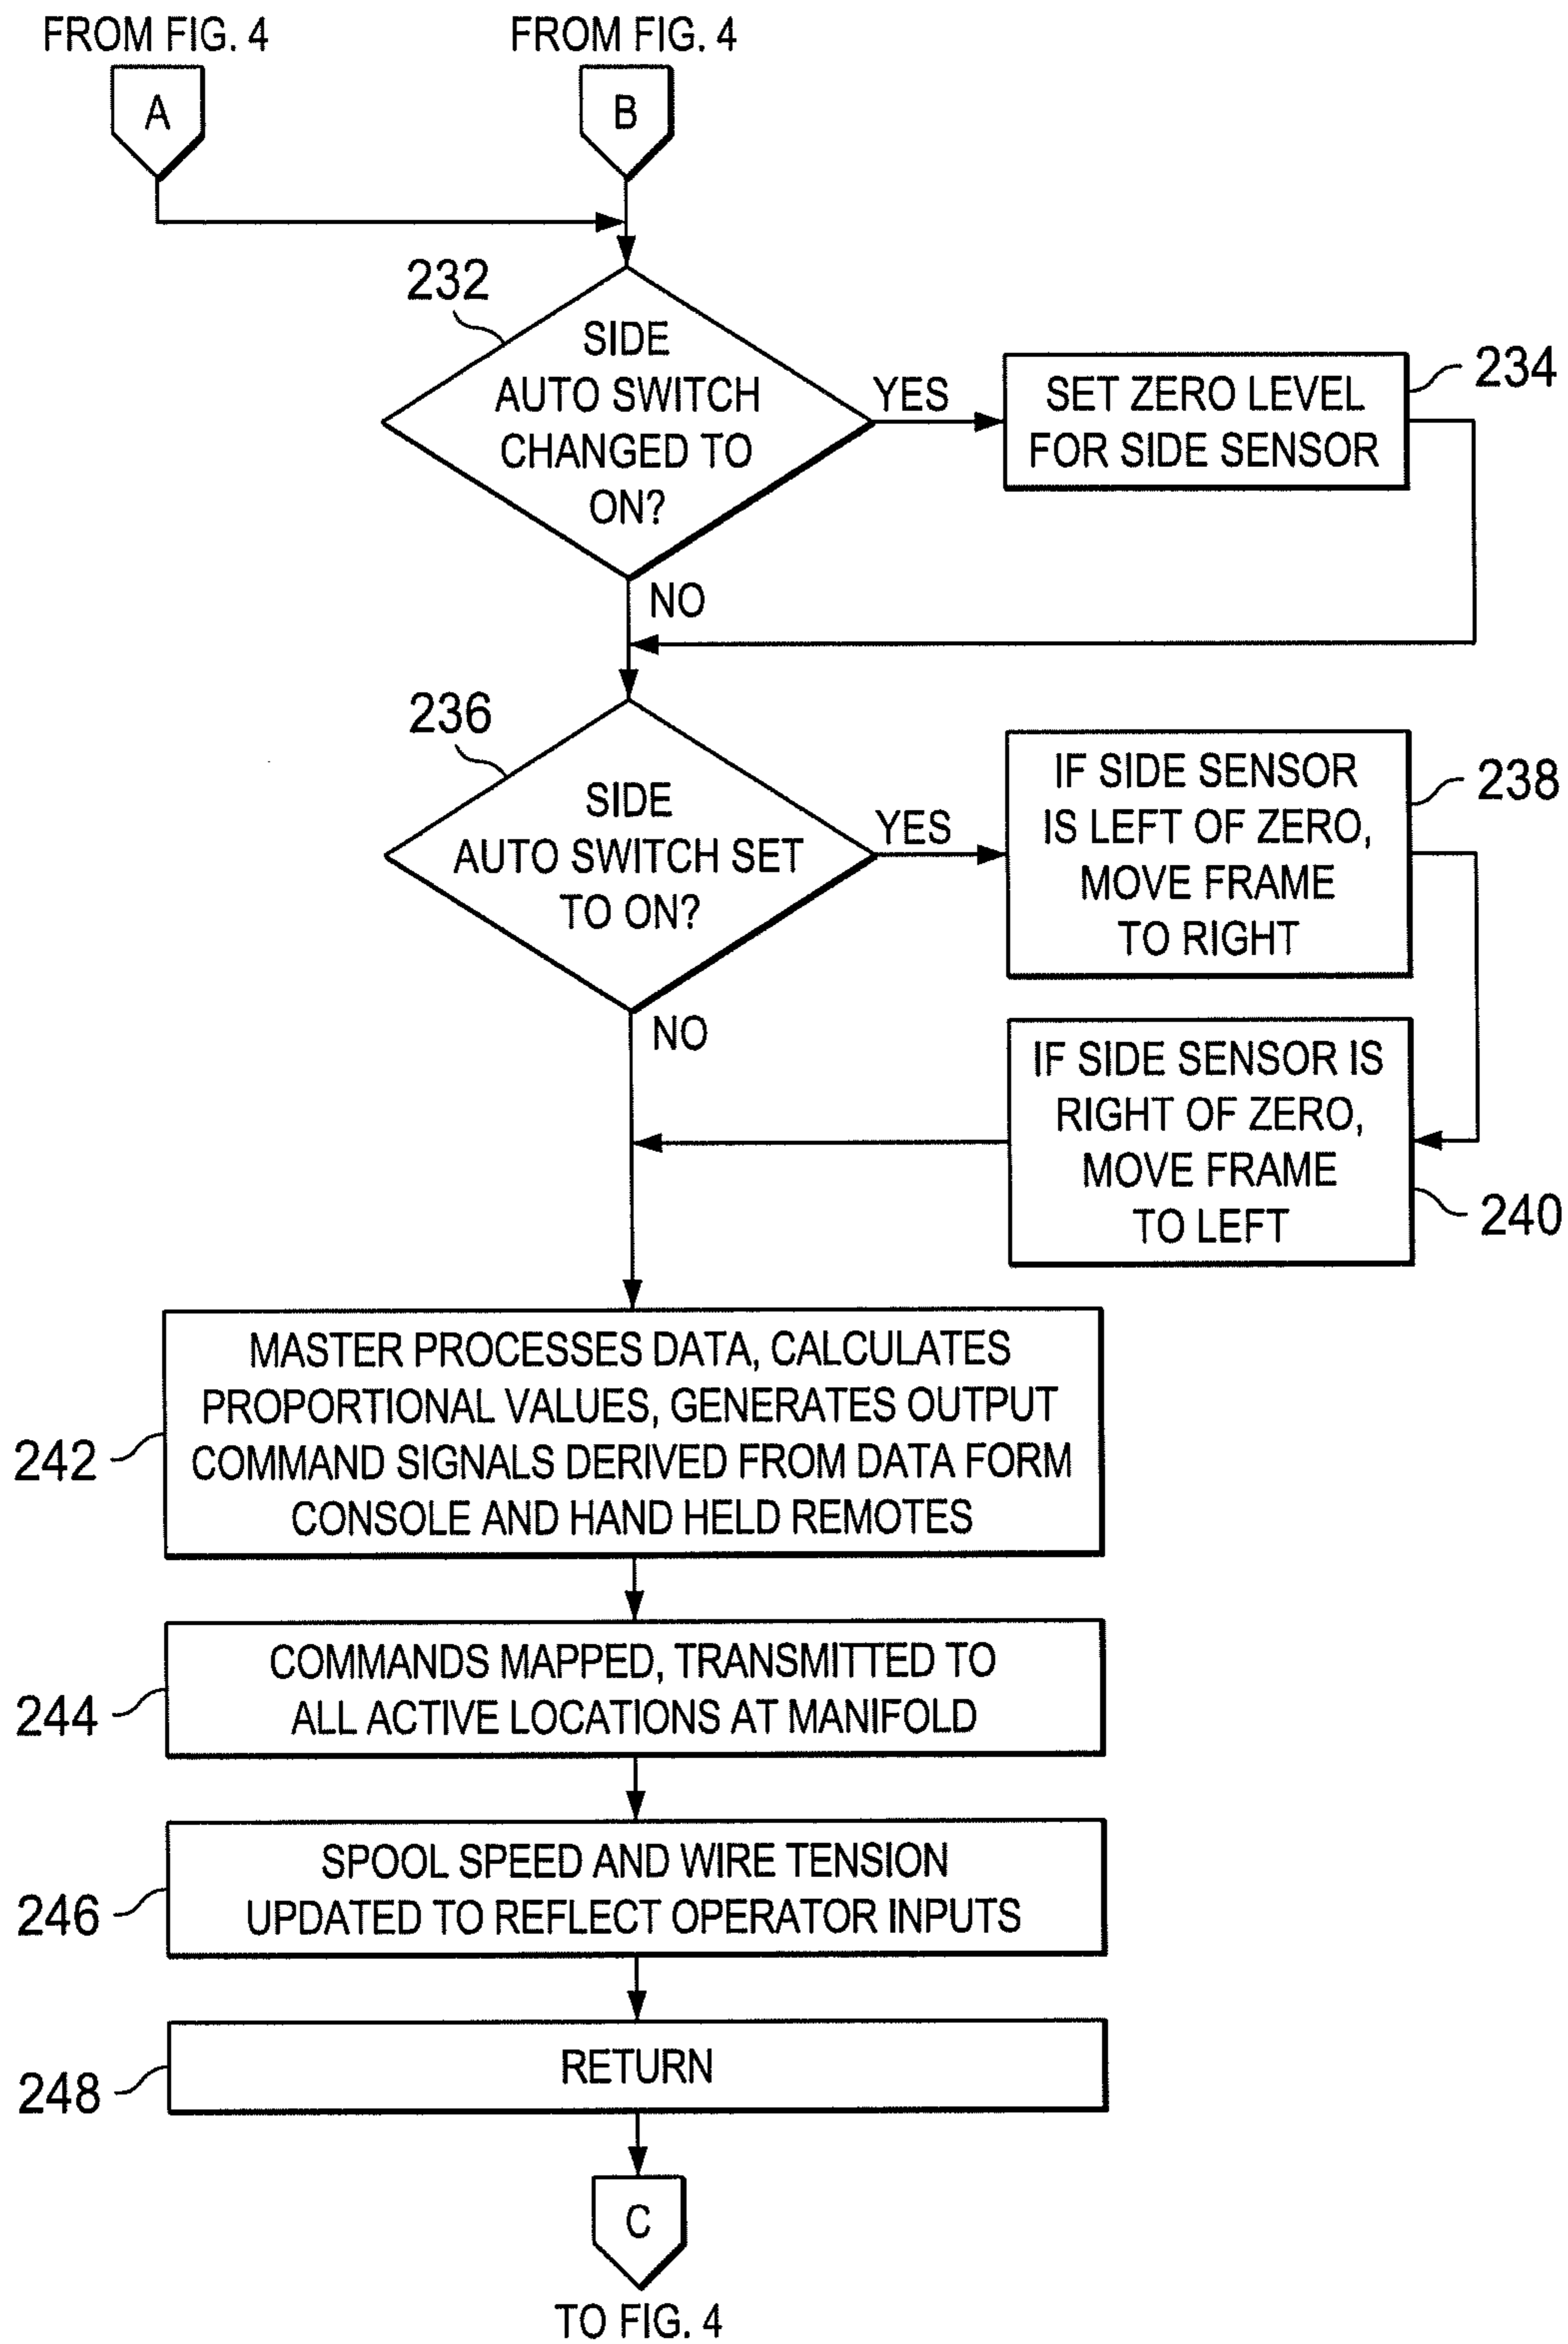 FROM FIG. 4
FROM FIG. 4
A
B
232
SIDE
AUTO SWITCH
CHANGED TO
ON?
YES
SET ZERO LEVEL
FOR SIDE SENSOR
234
NO
236
SIDE
AUTO SWITCH SET
TO ON?
YES
IF SIDE SENSOR
IS LEFT OF ZERO,
MOVE FRAME
TO RIGHT
238
NO
IF SIDE SENSOR IS
RIGHT OF ZERO,
MOVE FRAME
TO LEFT
240
MASTER PROCESSES DATA, CALCULATES
PROPORTIONAL VALUES, GENERATES OUTPUT
COMMAND SIGNALS DERIVED FROM DATA FORM
CONSOLE AND HAND HELD REMOTES
242
COMMANDS MAPPED, TRANSMITTED TO
ALL ACTIVE LOCATIONS AT MANIFOLD
244
SPOOL SPEED AND WIRE TENSION
UPDATED TO REFLECT OPERATOR INPUTS
246
RETURN
248
C
TO FIG. 4